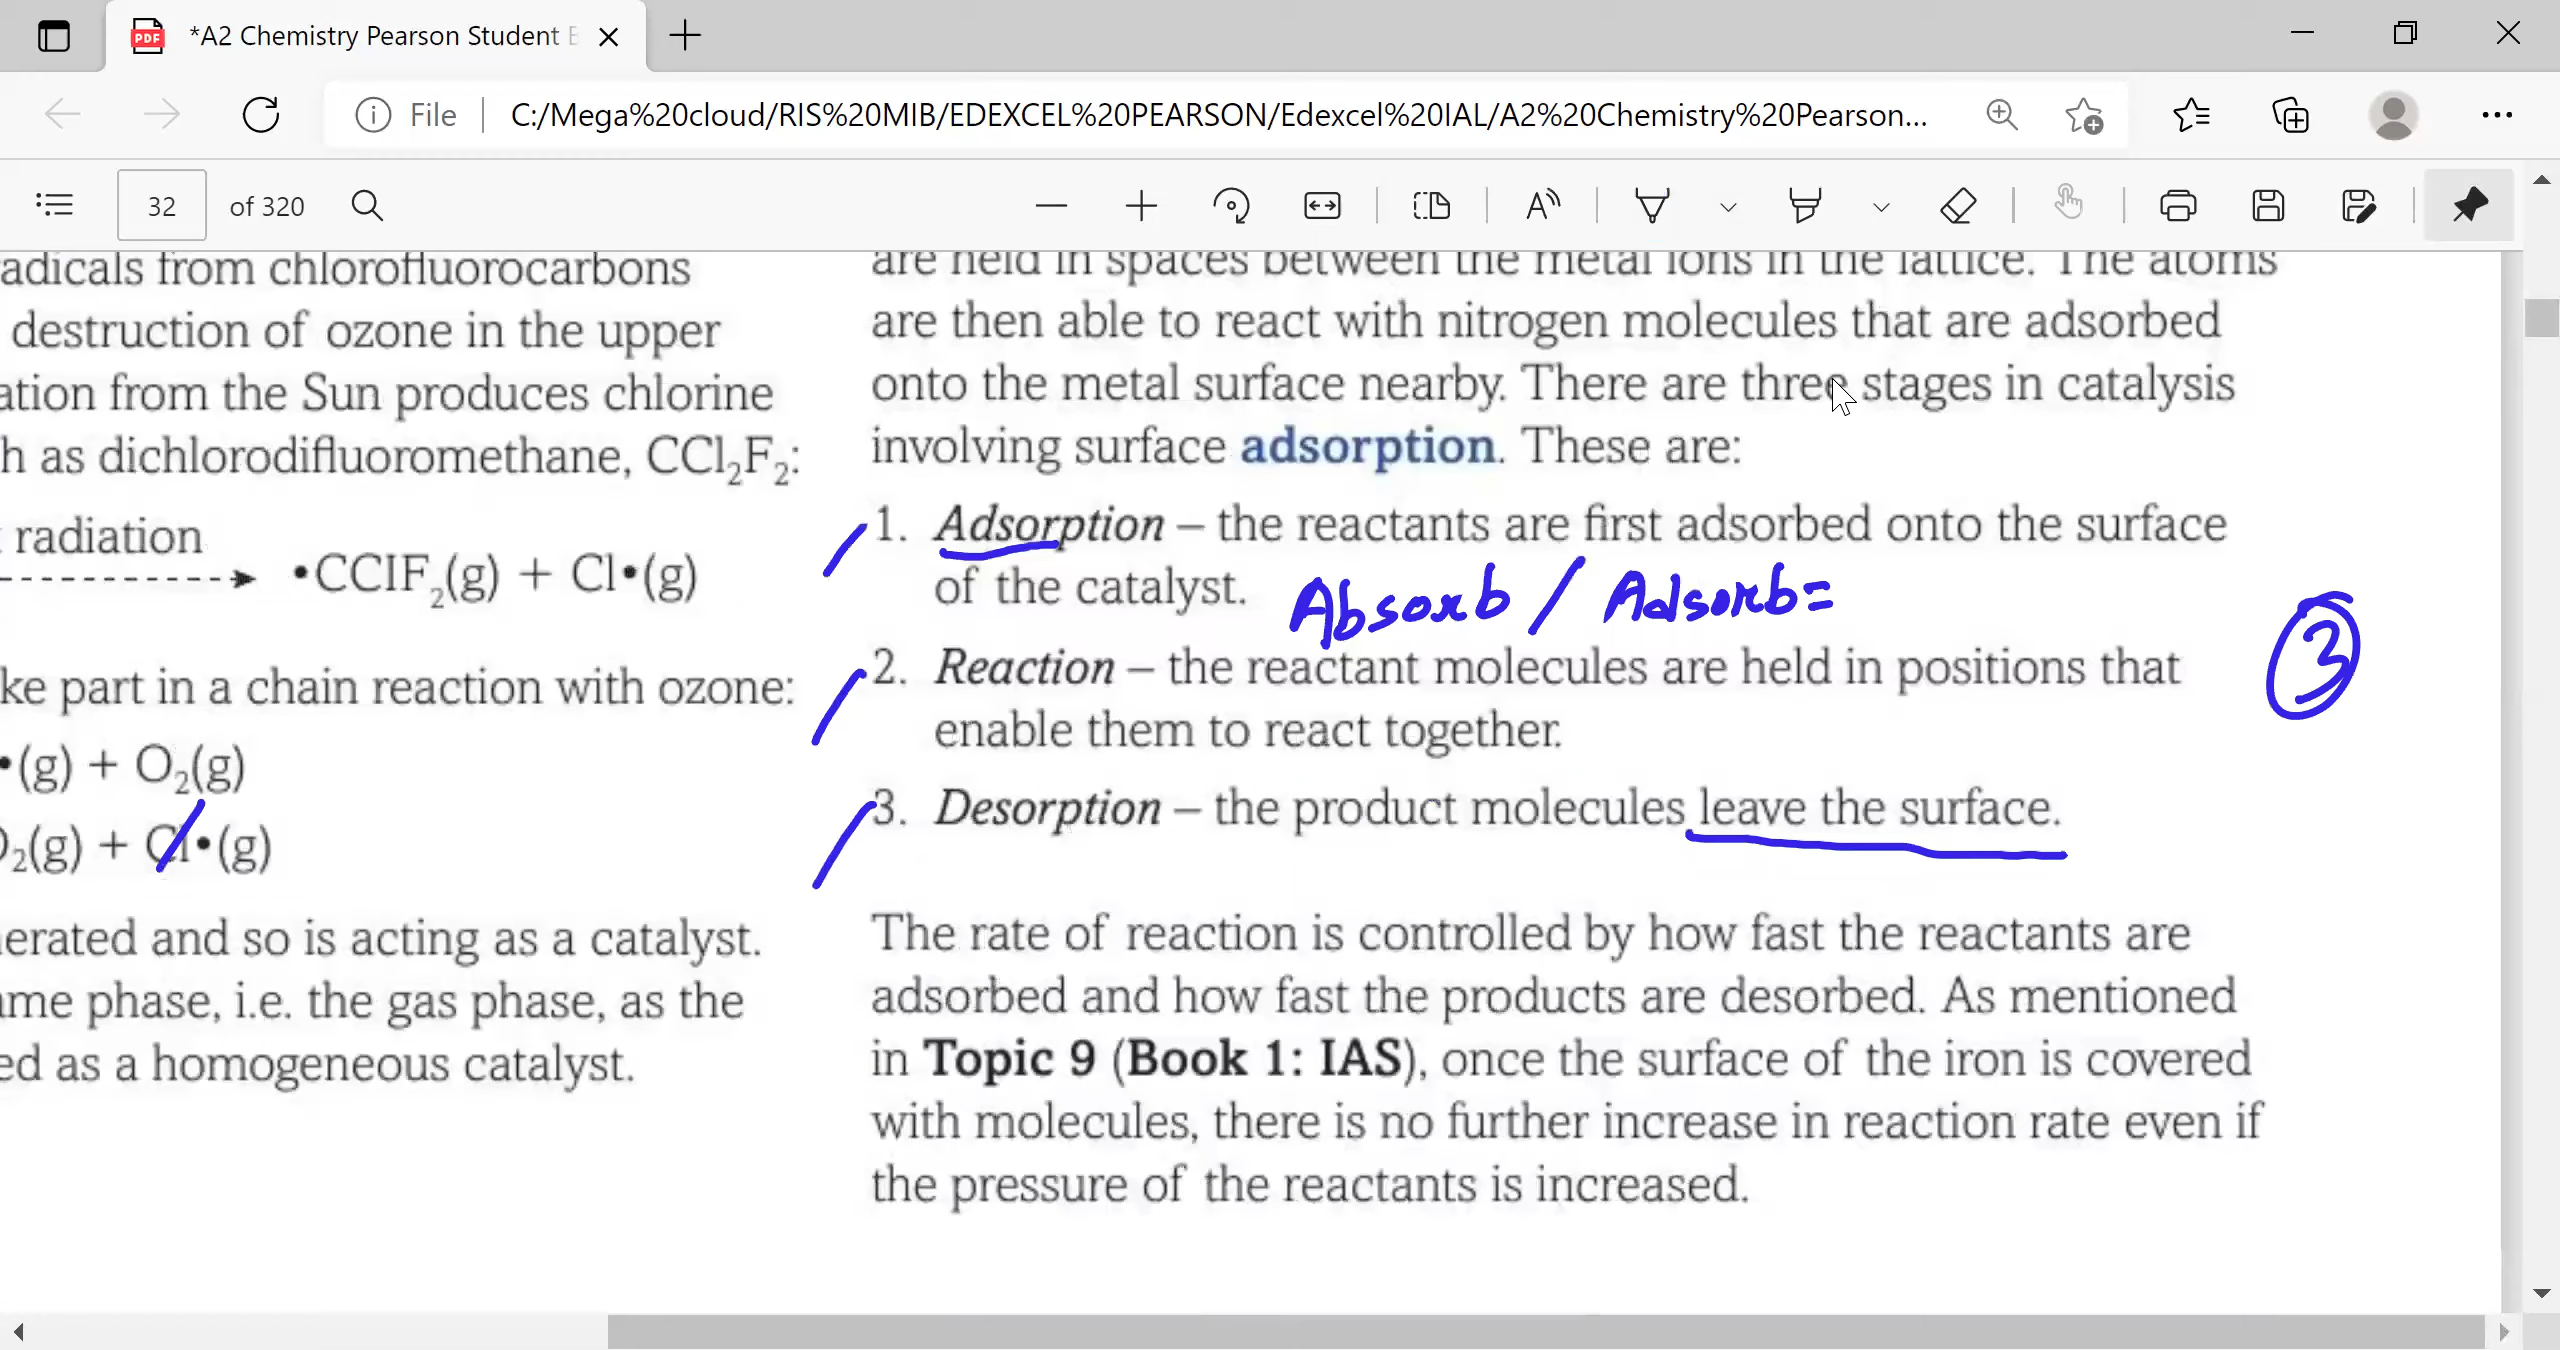 *A2 Chemistry Pearson Student
File
C:/Mega%20cloud/RIS%20MIB/EDEXCEL%20PEARSON/Edexcel%20IAL/A2%20Chemistry%20Pearson...
32 of 320
adicals from chlorofluorocarbons
destruction of ozone in the upper
ation from the Sun produces chlorine
h as dichlorodifluoromethane, CCl₂F₂:
radiation
•CClF₂(g) + Cl•(g)
ke part in a chain reaction with ozone:
•(g) + O₂(g)
O₂(g) + Cl•(g)
erated and so is acting as a catalyst.
me phase, i.e. the gas phase, as the
ed as a homogeneous catalyst.
are held in spaces between the metal ions in the lattice. The atoms
are then able to react with nitrogen molecules that are adsorbed
onto the metal surface nearby. There are three stages in catalysis
involving surface adsorption. These are:
1. Adsorption – the reactants are first adsorbed onto the surface
of the catalyst.
Absorb / Adsorb=
2. Reaction – the reactant molecules are held in positions that
enable them to react together.
3
3. Desorption – the product molecules leave the surface.
The rate of reaction is controlled by how fast the reactants are
adsorbed and how fast the products are desorbed. As mentioned
in Topic 9 (Book 1: IAS), once the surface of the iron is covered
with molecules, there is no further increase in reaction rate even if
the pressure of the reactants is increased.